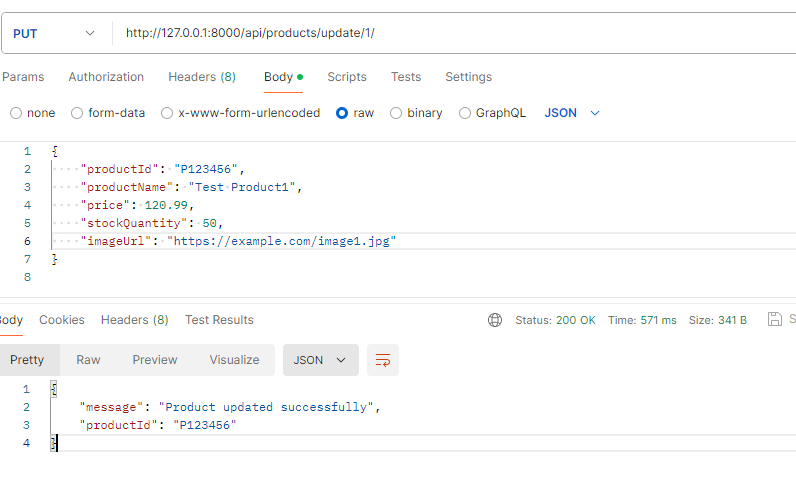 PUT http://127.0.0.1:8000/api/products/update/1/
Params Authorization Headers (8) Body Scripts Tests Settings
none form-data x-www-form-urlencoded raw binary GraphQL JSON
1 {
2 "productId": "P123456",
3 "productName": "Test Product1",
4 "price": 120.99,
5 "stockQuantity": 50,
6 "imageUrl": "https://example.com/image1.jpg"
7 }
8
Body Cookies Headers (8) Test Results Status: 200 OK Time: 571 ms Size: 341 B S
Pretty Raw Preview Visualize JSON
1 {
2 "message": "Product updated successfully",
3 "productId": "P123456"
4 }